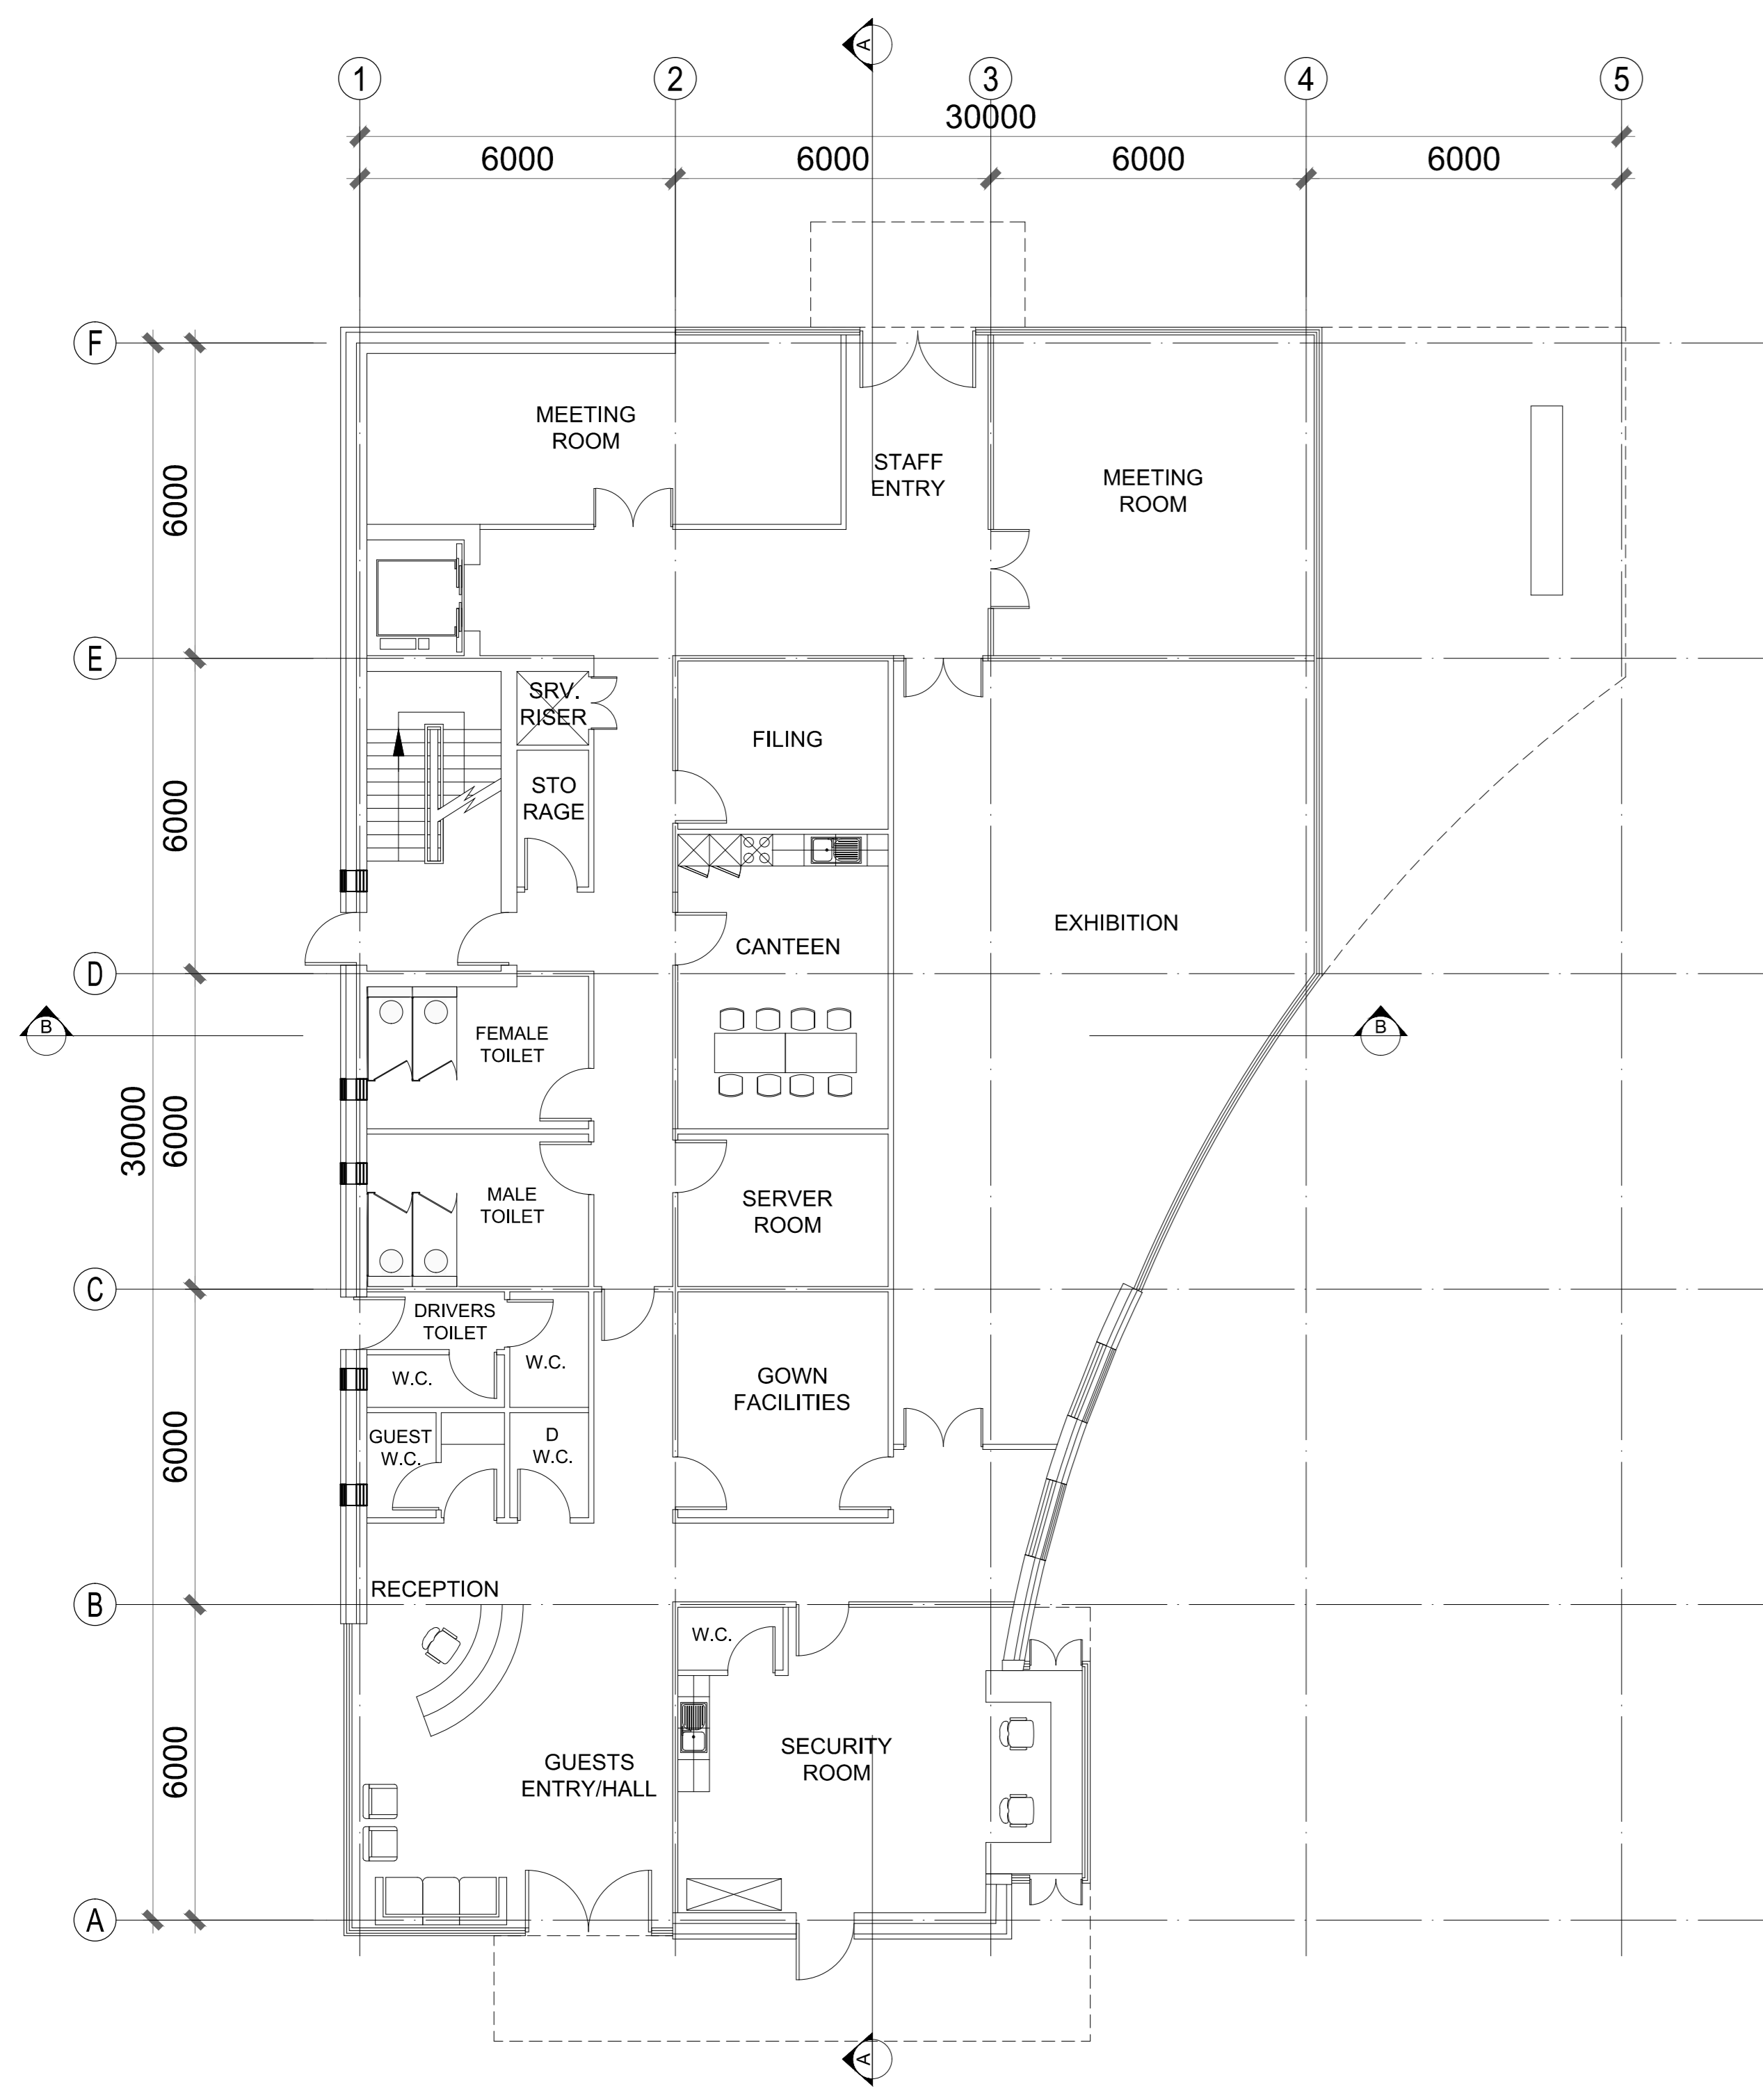 A
1
2
3
4
5
30000
6000
6000
6000
6000
F
MEETING
ROOM
STAFF
ENTRY
MEETING
ROOM
6000
E
SRV.
RISER
FILING
STO
RAGE
6000
EXHIBITION
CANTEEN
D
B
B
FEMALE
TOILET
30000
6000
MALE
TOILET
SERVER
ROOM
C
DRIVERS
TOILET
W.C.
W.C.
GOWN
FACILITIES
GUEST
W.C.
D
W.C.
6000
RECEPTION
B
W.C.
SECURITY
ROOM
GUESTS
ENTRY/HALL
6000
A
A